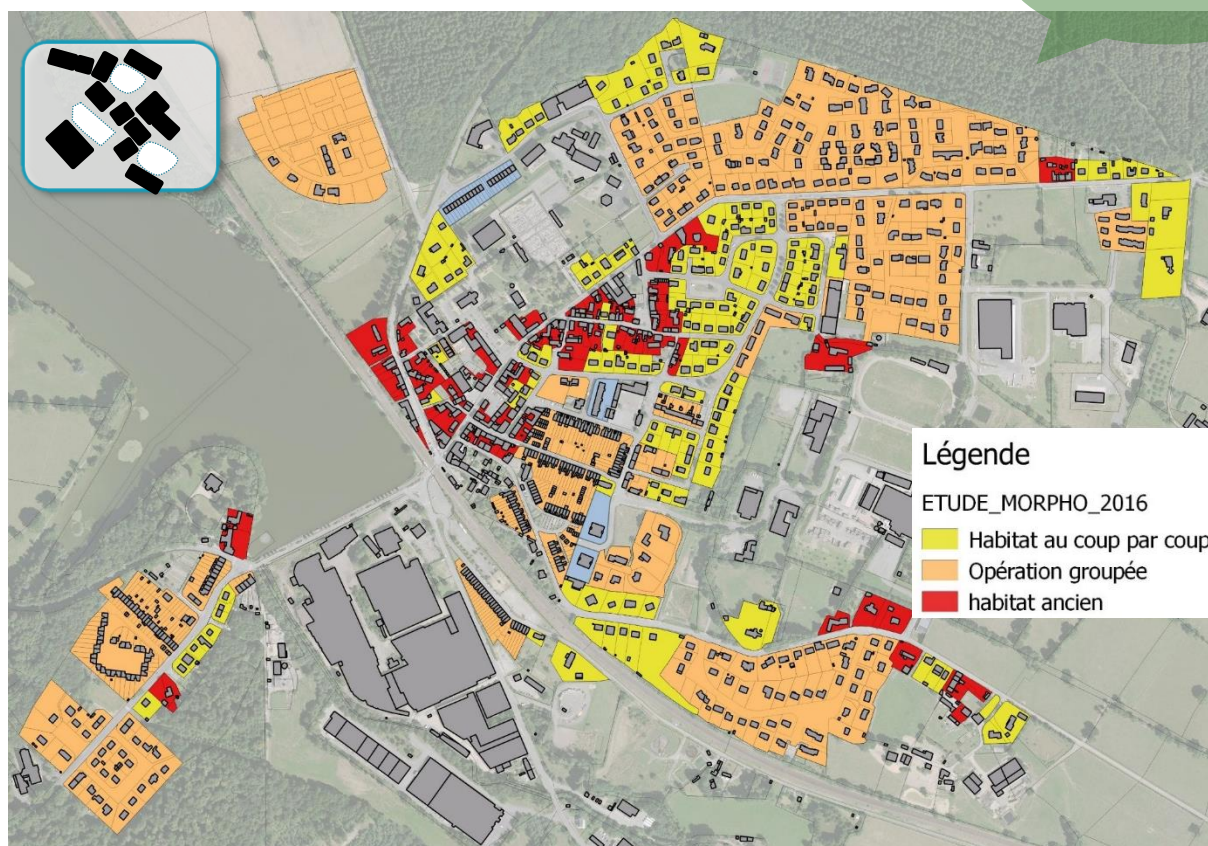 Légende
ETUDE_MORPHO_2016
Habitat au coup par coup
Opération groupée
habitat ancien